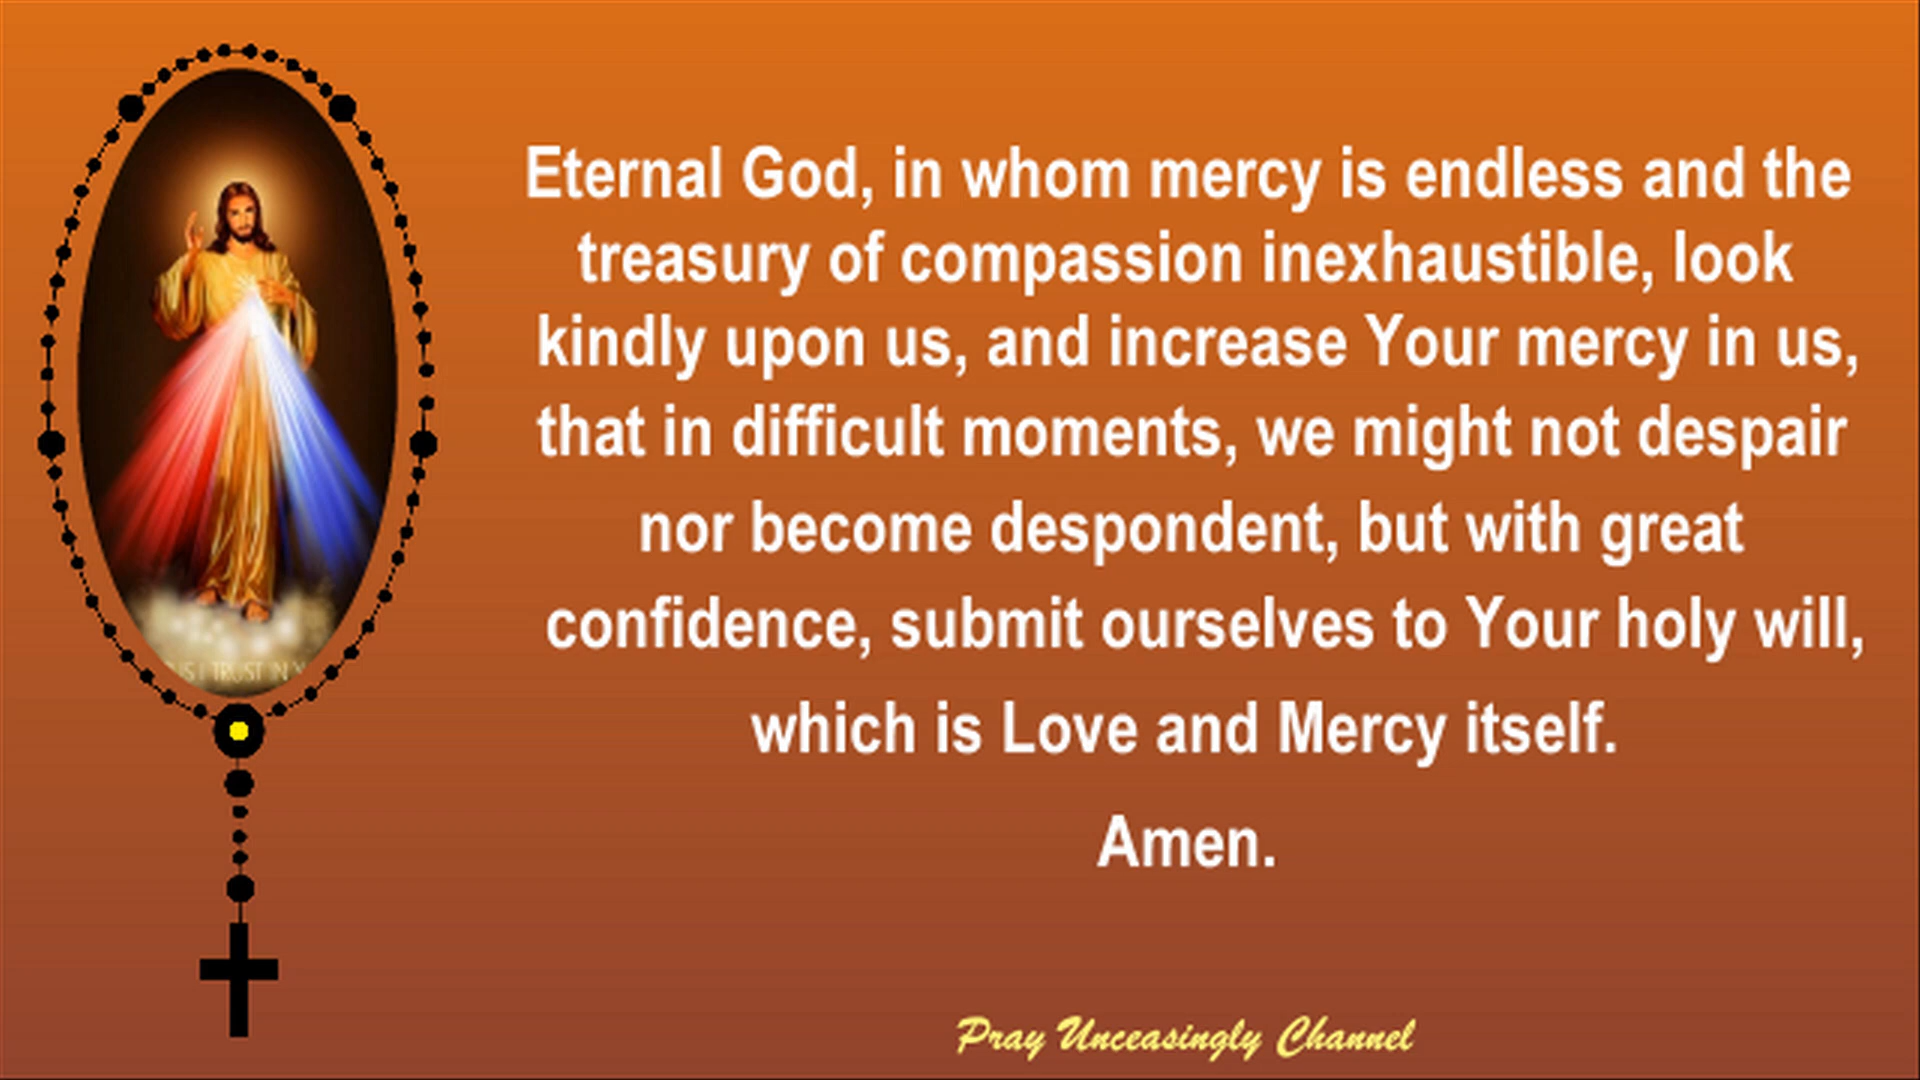 Eternal God, in whom mercy is endless and the
treasury of compassion inexhaustible, look
kindly upon us, and increase Your mercy in us,
that in difficult moments, we might not despair
nor become despondent, but with great
confidence, submit ourselves to Your holy will,
which is Love and Mercy itself.
Amen.
TRUST IN
Pray Unceasingly Channel